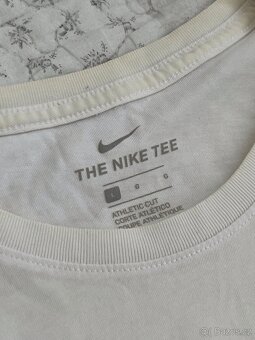 THE NIKE TEE
L G G
ATHLETIC CUT
CORTE ATLÉTICO
COUPE ATHLÉTIQUE